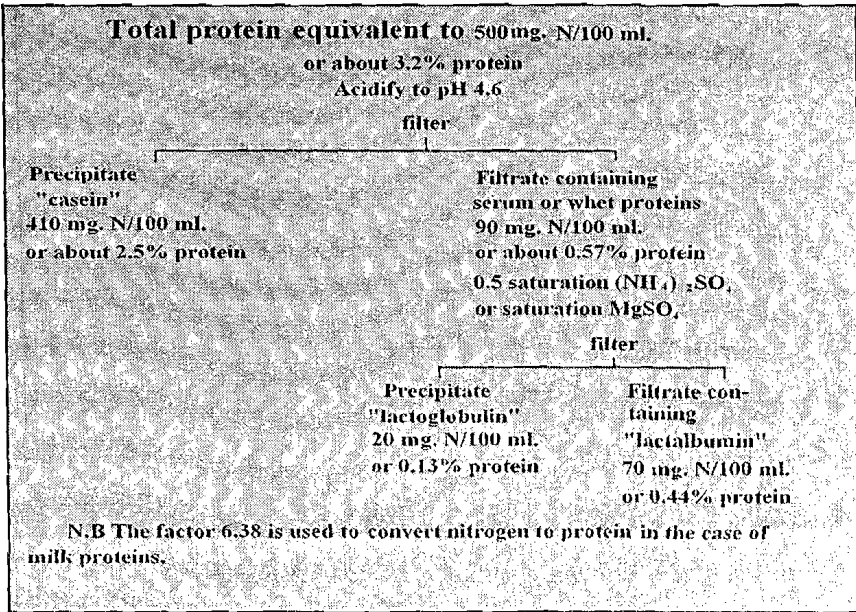 Total protein equivalent to 500mg. N/100 ml.
or about 3.2% protein
Acidify to pH 4.6
filter
Precipitate
"casein"
410 mg. N/100 ml.
or about 2.5% protein
Filtrate containing
serum or whet proteins
90 mg. N/100 ml.
or about 0.57% protein
0.5 saturation (NH₄) ₂SO₄
or saturation MgSO₄
filter
Precipitate
"lactoglobulin"
20 mg. N/100 ml.
or 0.13% protein
Filtrate con-
taining
"lactalbumin"
70 mg. N/100 ml.
or 0.44% protein
N.B The factor 6.38 is used to convert nitrogen to protein in the case of
milk proteins.